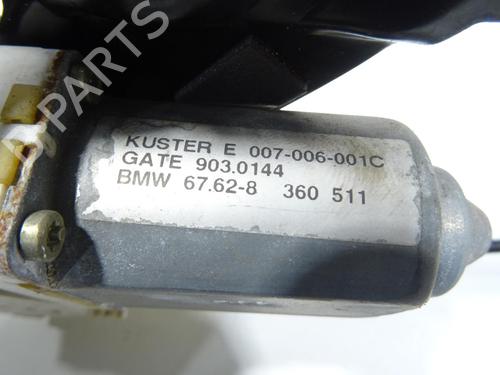 KUSTER E 007-006-001C
GATE 903.0144
BMW 67.62-8 360 511
B-PARTS